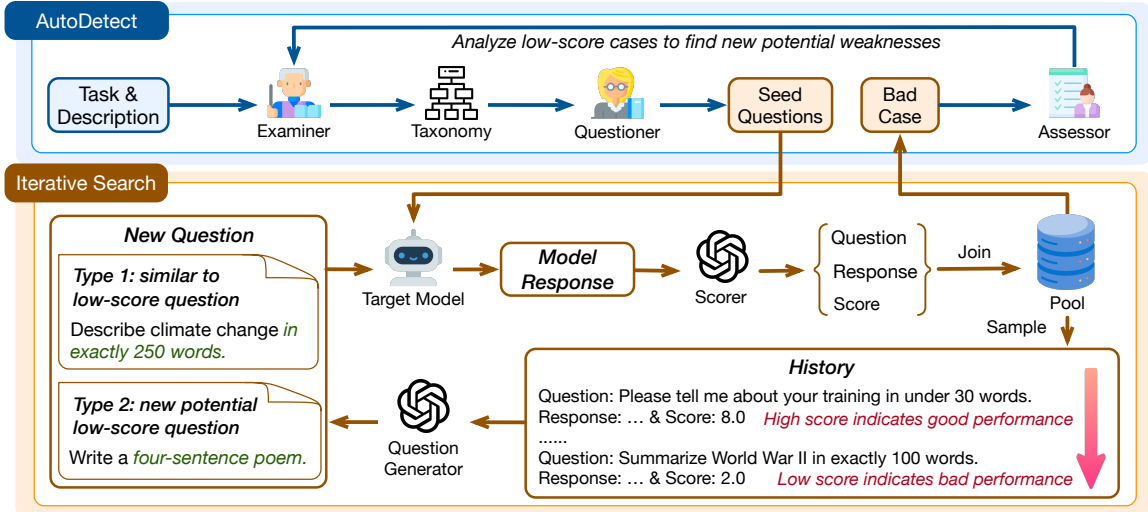 AutoDetect
Analyze low-score cases to find new potential weaknesses
Task &
Description
Examiner
Taxonomy
Questioner
Seed
Questions
Bad
Case
Assessor
Iterative Search
New Question
Type 1: similar to
low-score question
Describe climate change in
exactly 250 words.
Type 2: new potential
low-score question
Write a four-sentence poem.
Target Model
Model
Response
Scorer
Question
Response
Score
Join
Pool
Sample
History
Question: Please tell me about your training in under 30 words.
Response: ... & Score: 8.0 High score indicates good performance
......
Question: Summarize World War II in exactly 100 words.
Response: ... & Score: 2.0 Low score indicates bad performance
Question
Generator